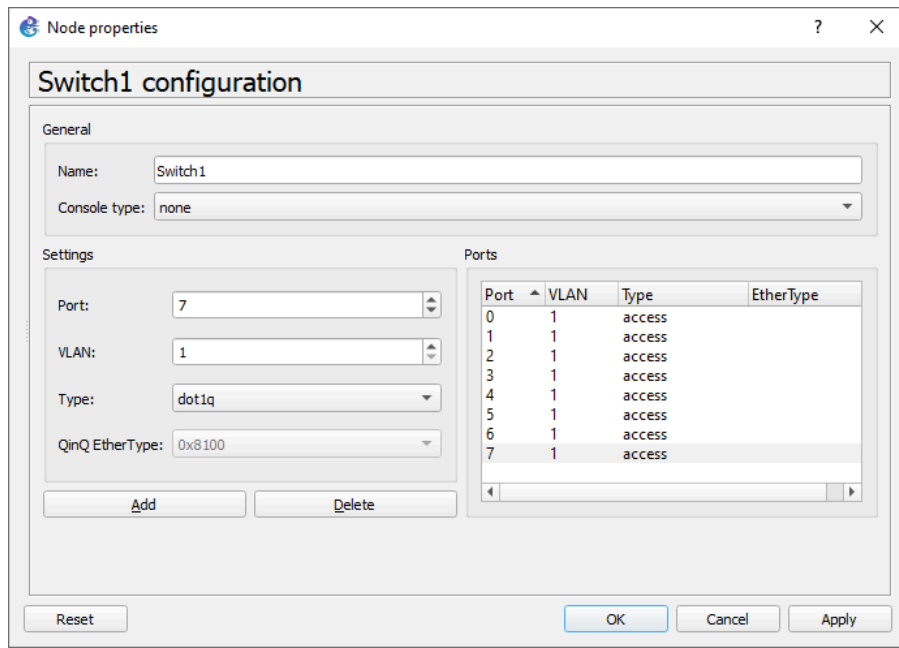 Node properties
?
Switch1 configuration
General
Name: Switch1
Console type: none
Settings
Port: 7
VLAN: 1
Type: dot1q
QinQ EtherType: 0x8100
Add Delete
Ports
Port VLAN Type EtherType
0 1 access
1 1 access
2 1 access
3 1 access
4 1 access
5 1 access
6 1 access
7 1 access
Reset OK Cancel Apply